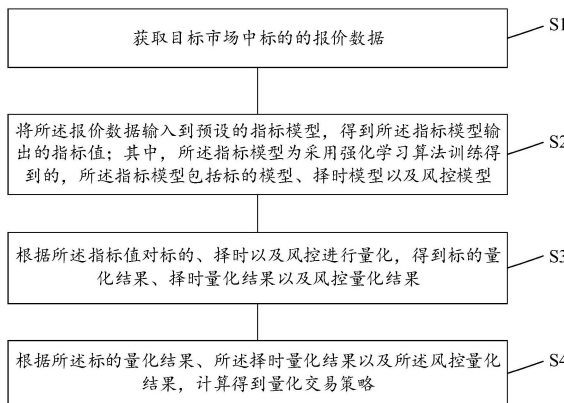 获取目标市场中标的的报价数据
S1
将所述报价数据输入到预设的指标模型，得到所述指标模型输
出的指标值；其中，所述指标模型为采用强化学习算法训练得
到的，所述指标模型包括标的模型、择时模型以及风控模型
S2
根据所述指标值对标的、择时以及风控进行量化，得到标的量
化结果、择时量化结果以及风控量化结果
S3
根据所述标的量化结果、所述择时量化结果以及所述风控量化
结果，计算得到量化交易策略
S4